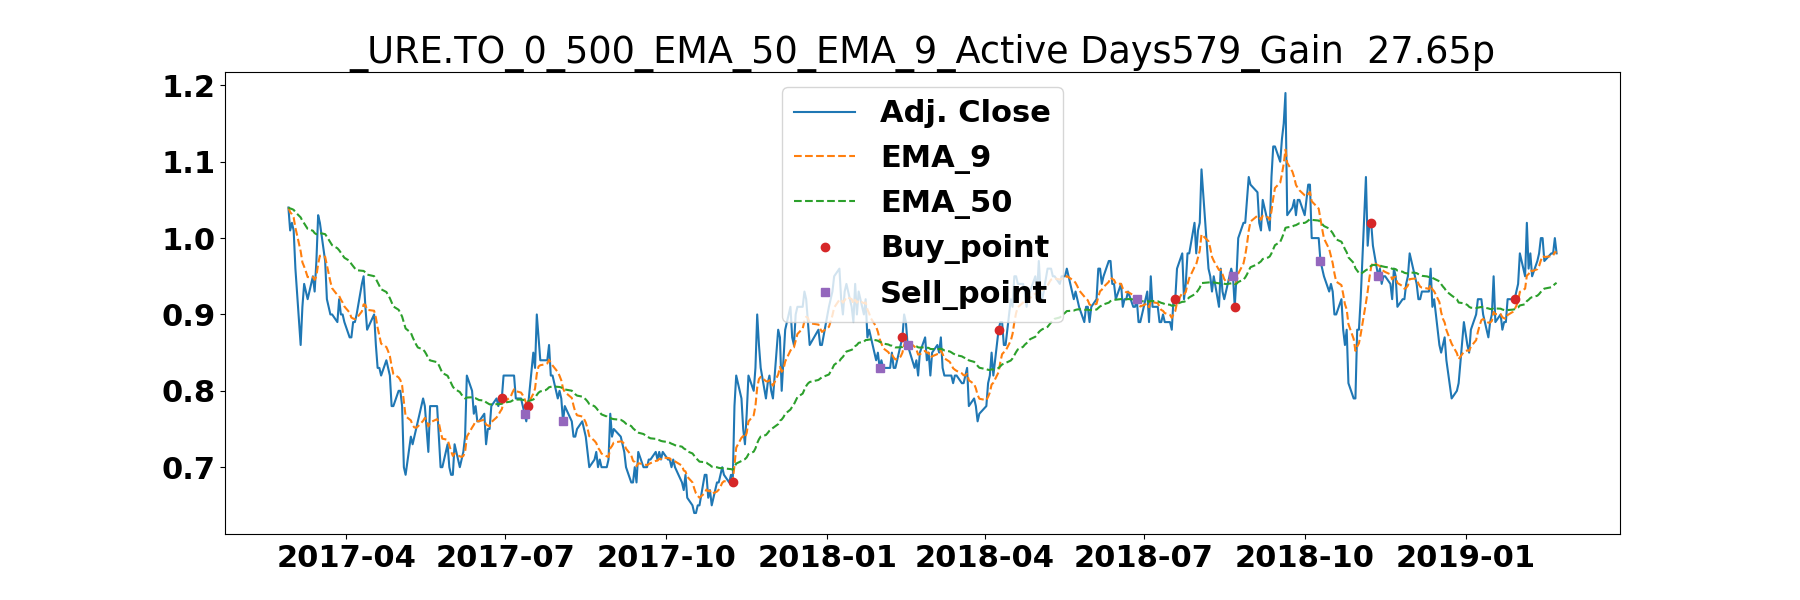 _URE.TO_0_500_EMA_50_EMA_9_Active Days579_Gain  27.65p
1.2
1.1
1.0
0.9
0.8
0.7
Adj. Close
EMA_9
EMA_50
Buy_point
Sell_point
2017-04 2017-07 2017-10 2018-01 2018-04 2018-07 2018-10 2019-01